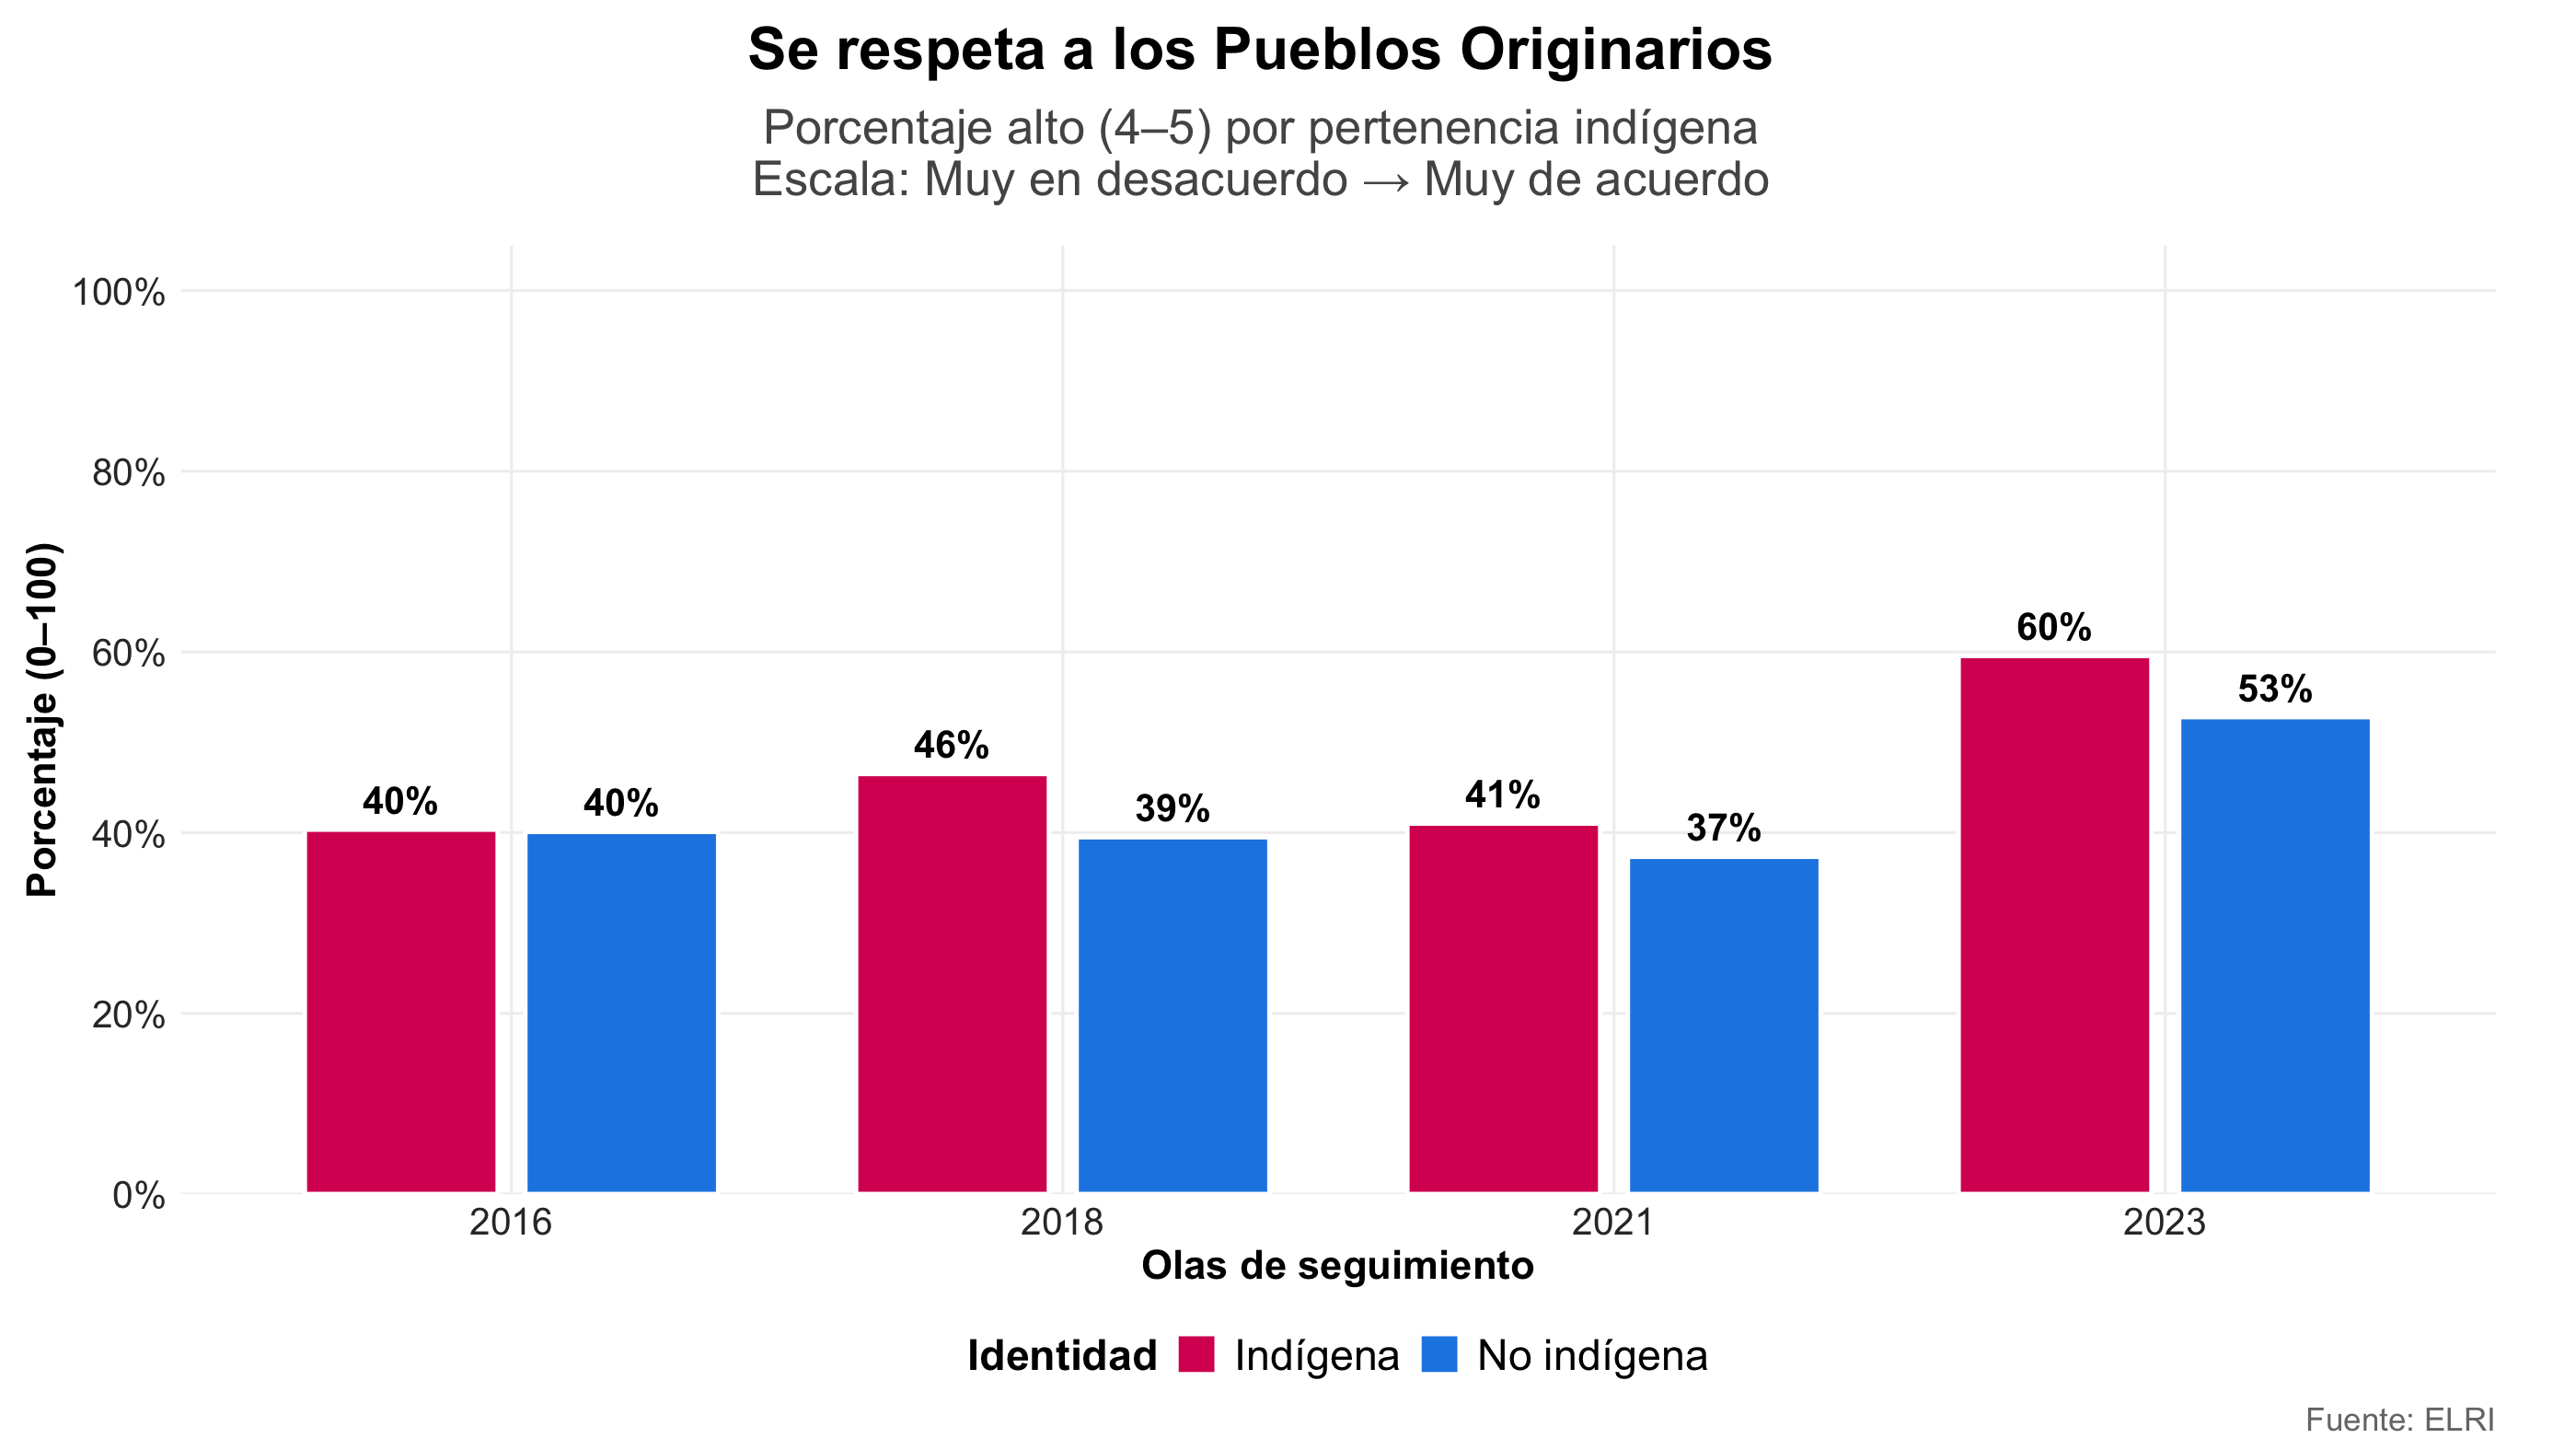 Se respeta a los Pueblos Originarios
Porcentaje alto (4–5) por pertenencia indígena
Escala: Muy en desacuerdo → Muy de acuerdo
Porcentaje (0–100)
100%
80%
60%
40%
20%
0%
40%
40%
46%
39%
41%
37%
60%
53%
2016
2018
2021
2023
Olas de seguimiento
Identidad Indígena No indígena
Fuente: ELRI